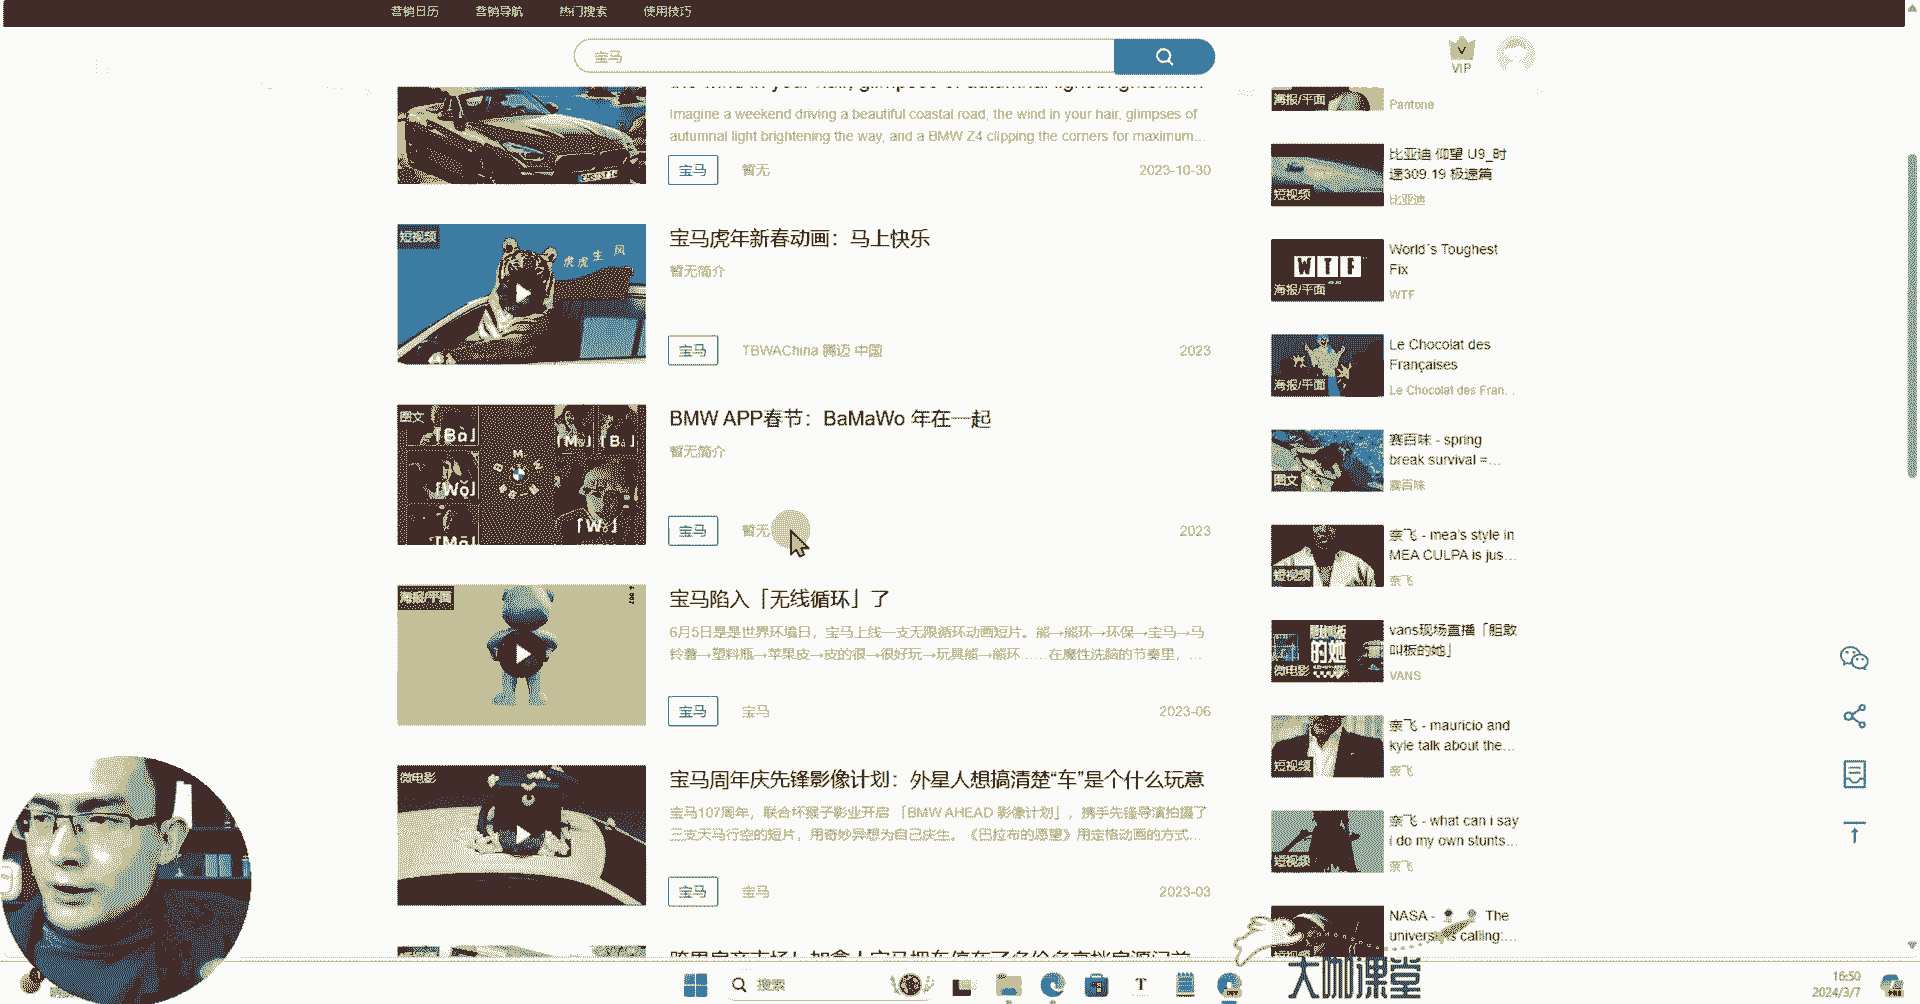 营销日历 营销导航 热门搜索 使用技巧
宝马
VIP
Imagine a weekend driving a beautiful coastal road, the wind in your hair, glimpses of
autumnal light brightening the way, and a BMW Z4 clipping the corners for maximum...
宝马 暂无 2023-10-30
短视频
虎虎生风
宝马虎年新春动画：马上快乐
暂无简介
宝马 TBWAChina 腾迈 中国 2023
图文
「Bà」
「Wǒ」
BMW APP春节：BaMaWo 年在一起
暂无简介
宝马 暂无 2023
海报/平面
宝马陷入「无线循环」了
6月5日是是世界环境日，宝马上线一支无限循环动画短片。熊→熊环→环保→宝马→马
铃薯→塑料瓶→苹果皮→皮的很→很好玩→玩具熊→熊环……在魔性洗脑的节奏里，...
宝马 宝马 2023-06
微电影
宝马周年庆先锋影像计划：外星人想搞清楚“车”是个什么玩意
宝马107周年，联合坏猴子影业开启「BMW AHEAD 影像计划」，携手先锋导演拍摄了
三支天马行空的短片，用奇妙异想为自己庆生。《巴拉布的愿望》用定格动画的方式...
宝马 宝马 2023-03
海报/平面
Pantone
短视频
比亚迪 仰望 U9_时
速309.19 极速篇
比亚迪
WTF
海报/平面
World´s Toughest
Fix
WTF
海报/平面
Le Chocolat des
Françaises
Le Chocolat des Fran...
图文
赛百味 - spring
break survival =...
赛百味
短视频
奈飞 - mea's style in
MEA CULPA is jus...
奈飞
微电影
vans现场直播「胆敢
叫板的她」
VANS
短视频
奈飞 - mauricio and
kyle talk about the...
奈飞
短视频
奈飞 - what can i say
i do my own stunts...
奈飞
NASA - The
universe is calling:...
大咖课堂
搜索
16:50
2024/3/7